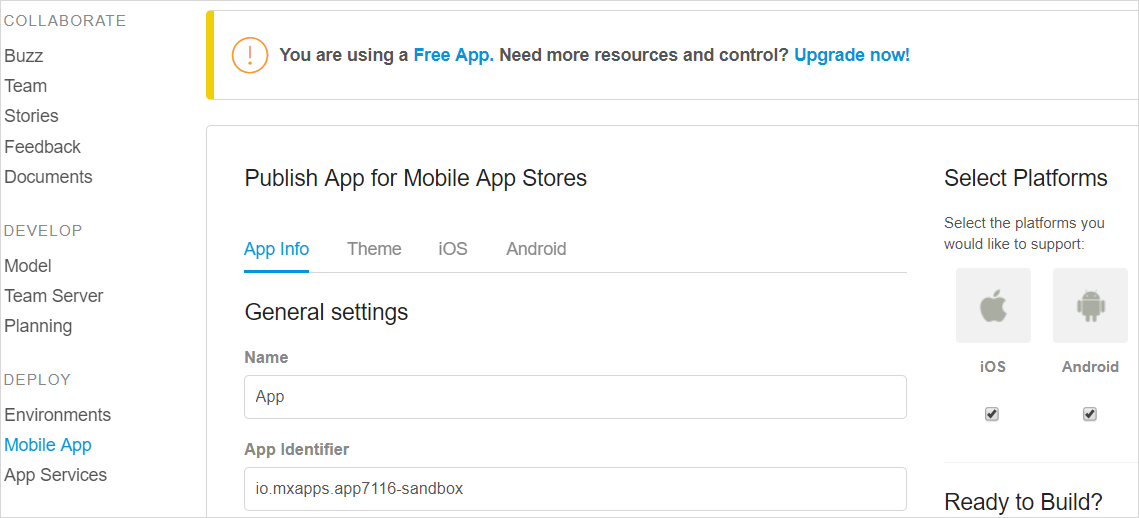 COLLABORATE
Buzz
Team
Stories
Feedback
Documents
DEVELOP
Model
Team Server
Planning
DEPLOY
Environments
Mobile App
App Services
You are using a Free App. Need more resources and control? Upgrade now!
Publish App for Mobile App Stores
App Info Theme iOS Android
General settings
Name
App
App Identifier
io.mxapps.app7116-sandbox
Select Platforms
Select the platforms you
would like to support:
iOS Android
Ready to Build?